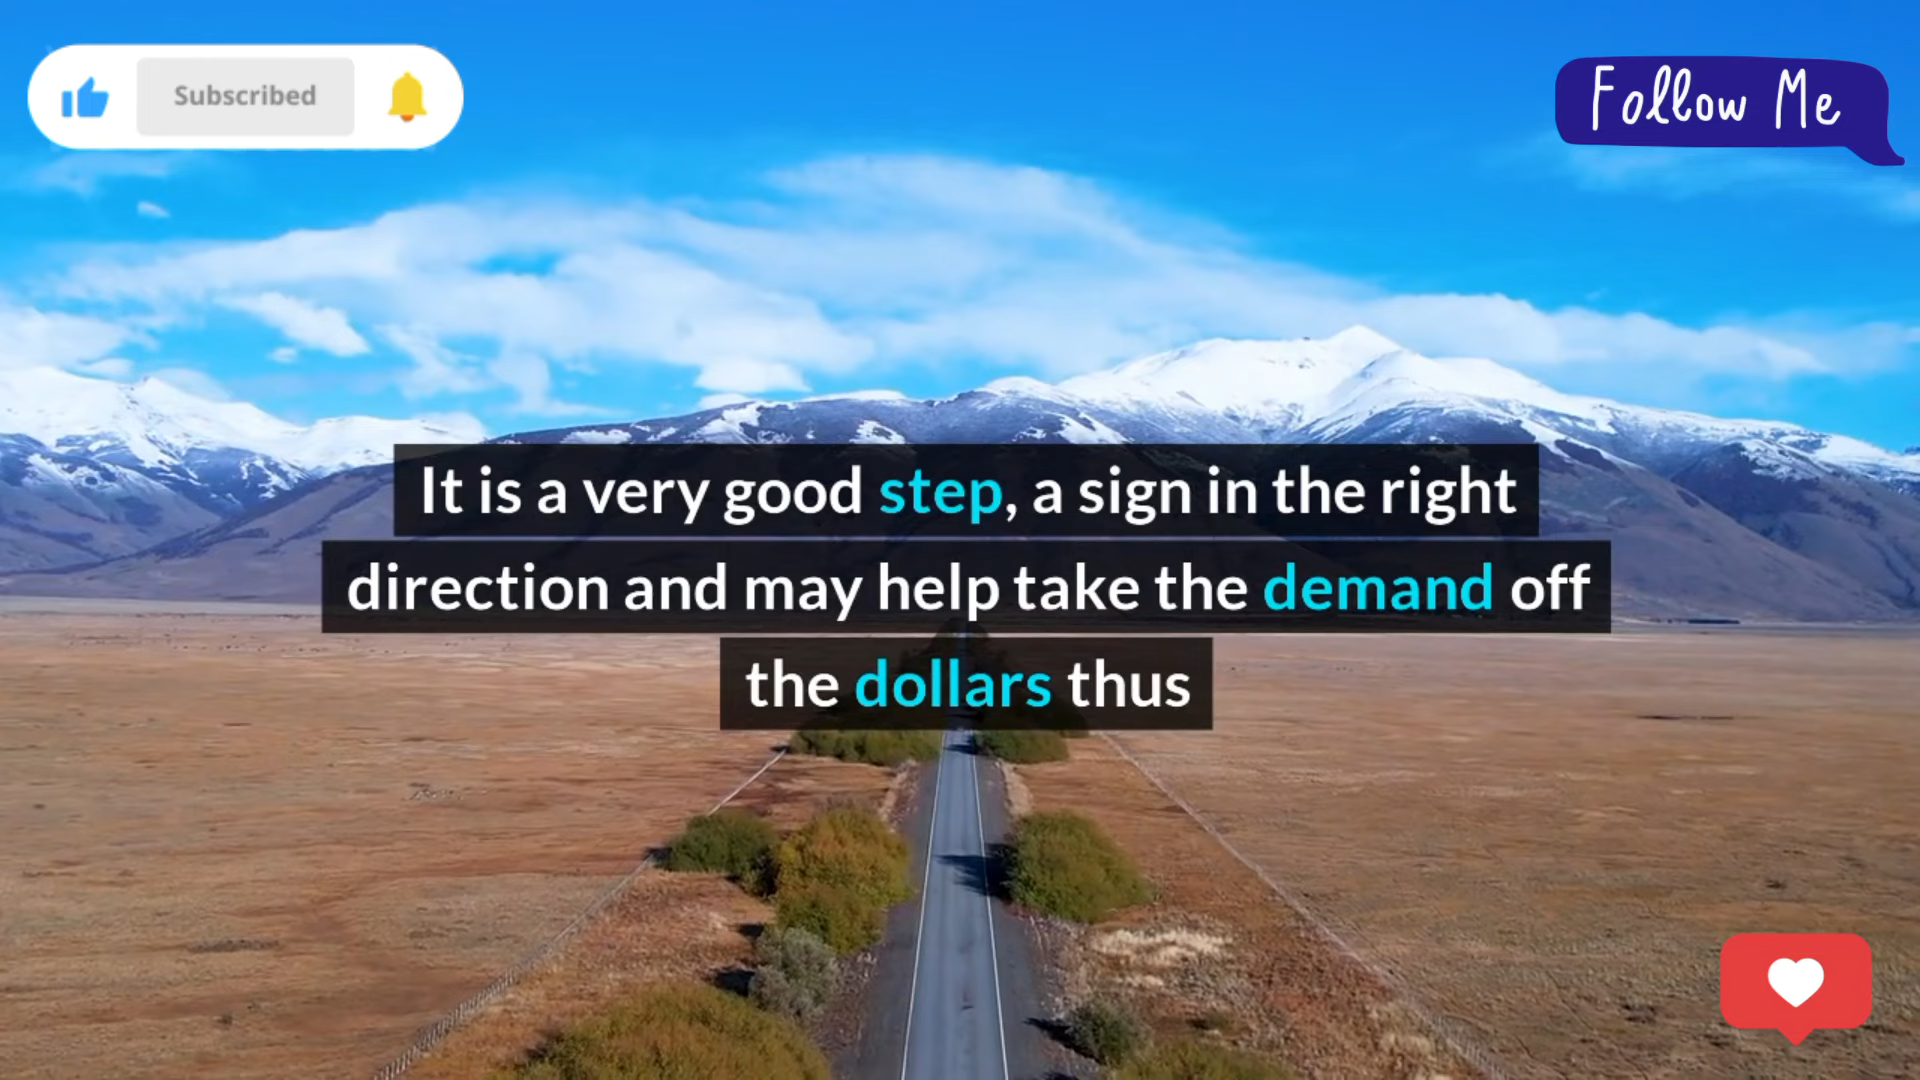 Subscribed
Follow Me
It is a very good step, a sign in the right
direction and may help take the demand off
the dollars thus